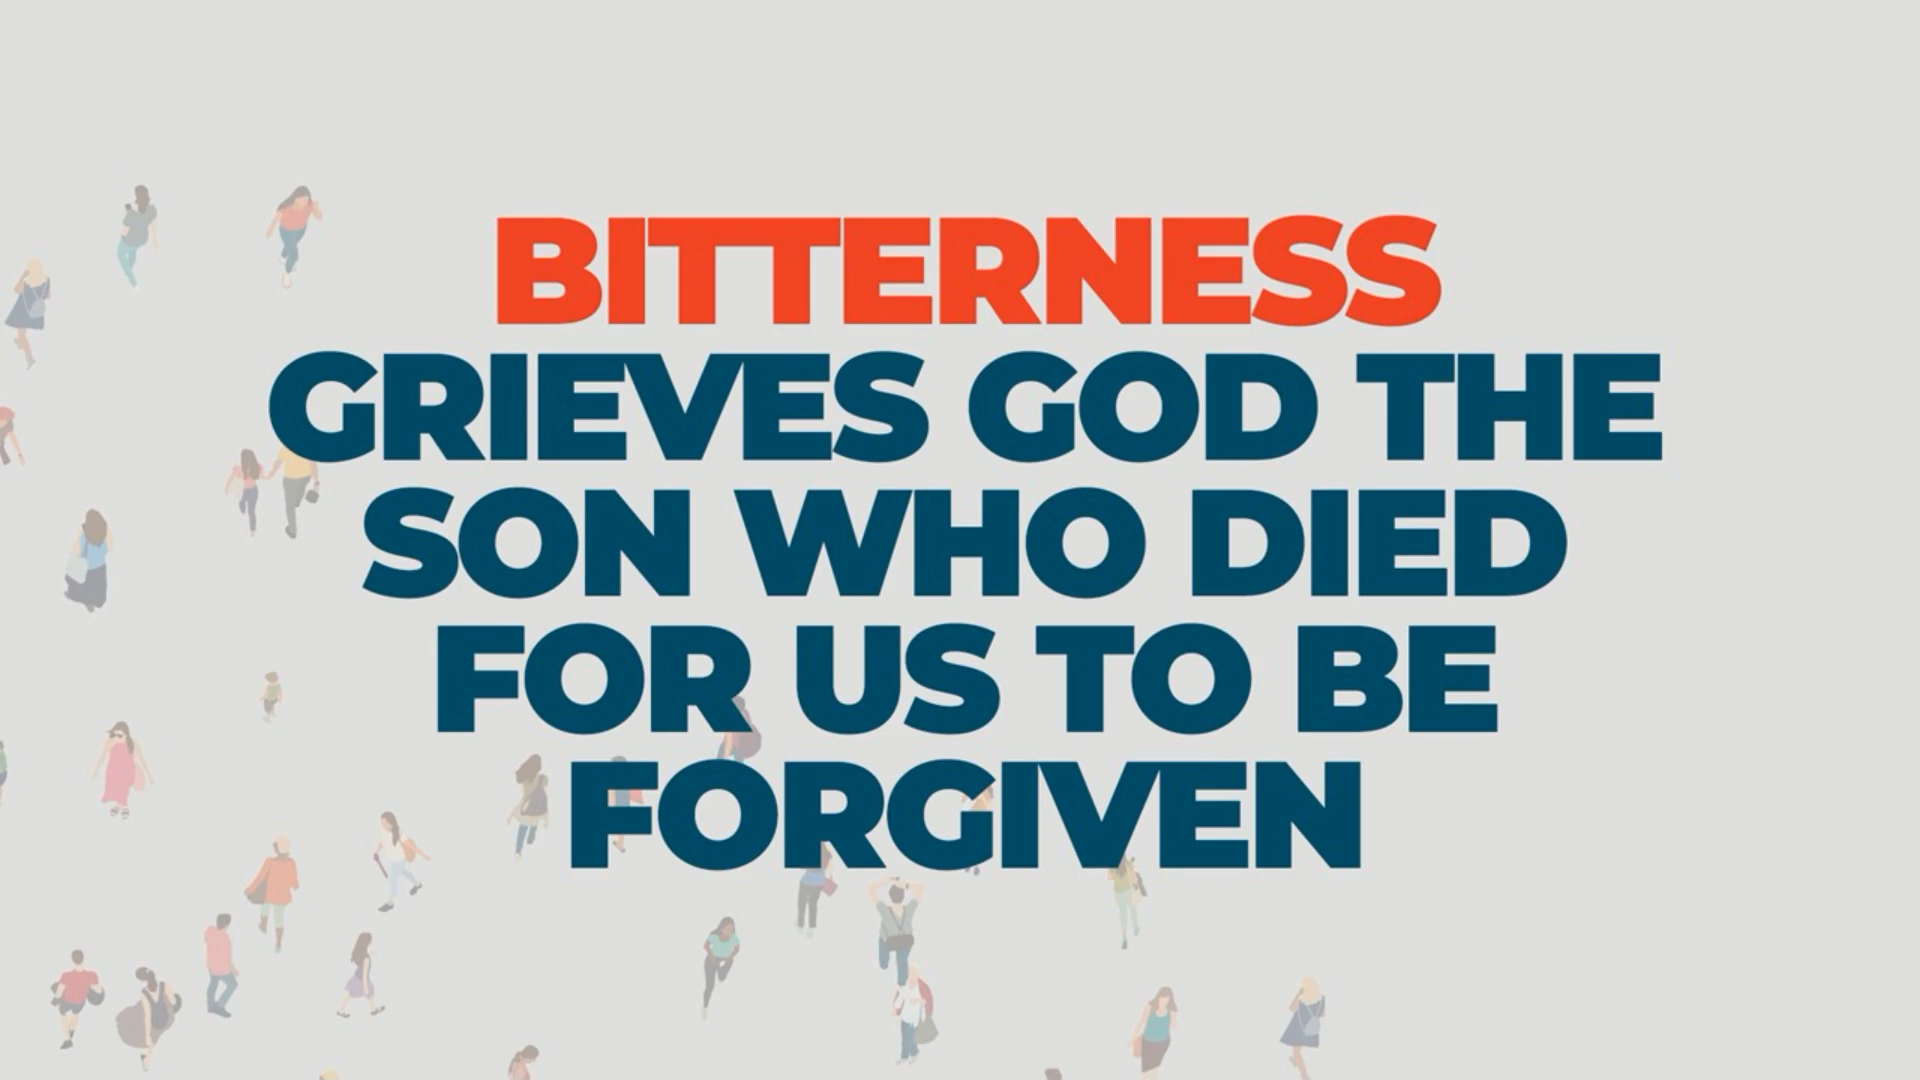 BITTERNESS
GRIEVES GOD THE
SON WHO DIED
FOR US TO BE
FORGIVEN